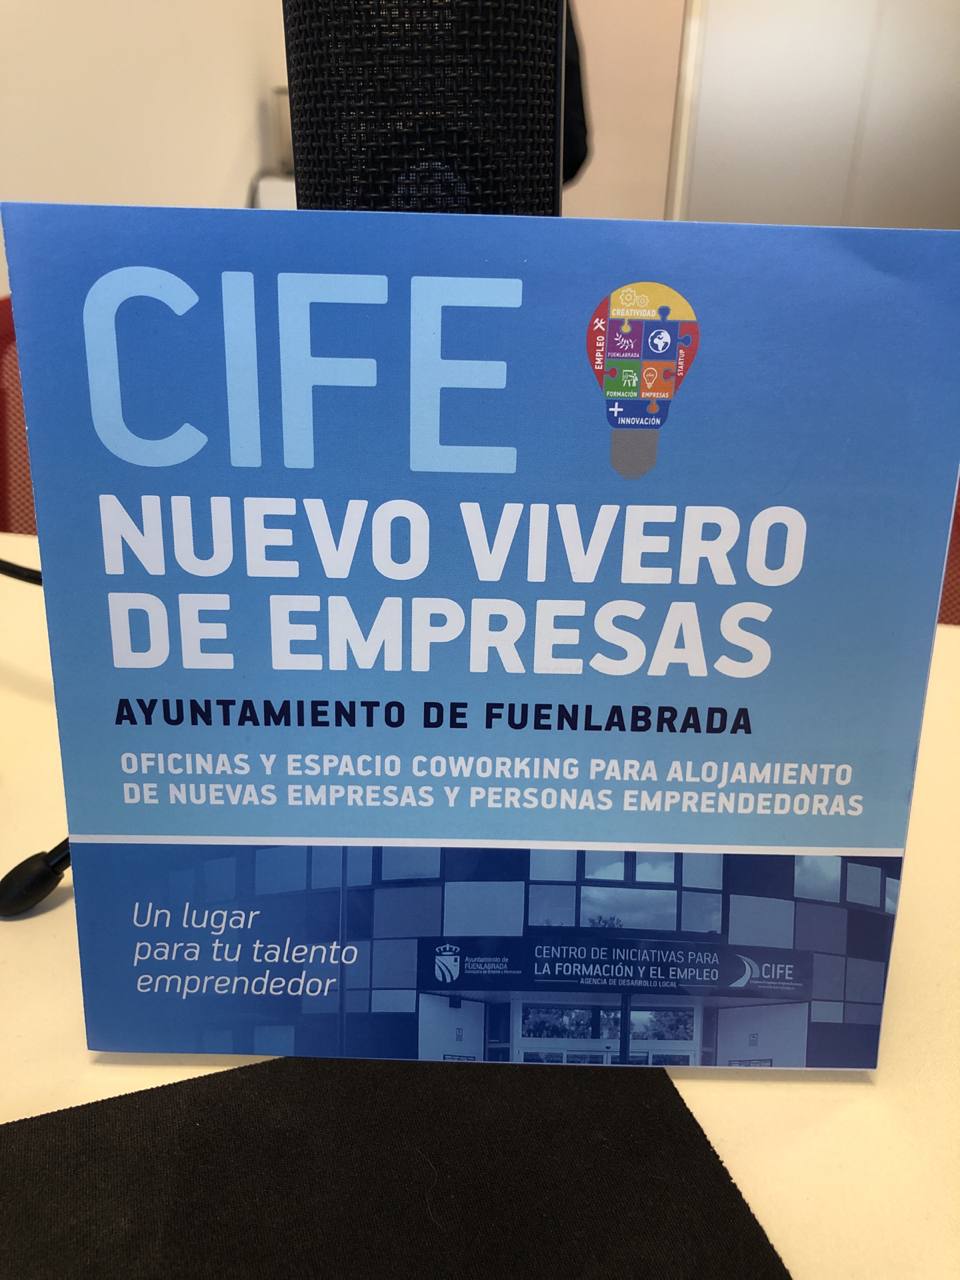 CIFE
CREATIVIDAD
EMPLEO
FUENLABRADA
STARTUP
FORMACIÓN
EMPRESAS
+
INNOVACIÓN
NUEVO VIVERO
DE EMPRESAS
AYUNTAMIENTO DE FUENLABRADA
OFICINAS Y ESPACIO COWORKING PARA ALOJAMIENTO
DE NUEVAS EMPRESAS Y PERSONAS EMPRENDEDORAS
Un lugar
para tu talento
emprendedor
Ayuntamiento de
FUENLABRADA
CENTRO DE INICIATIVAS PARA
LA FORMACIÓN Y EL EMPLEO
AGENCIA DE DESARROLLO LOCAL
CIFE